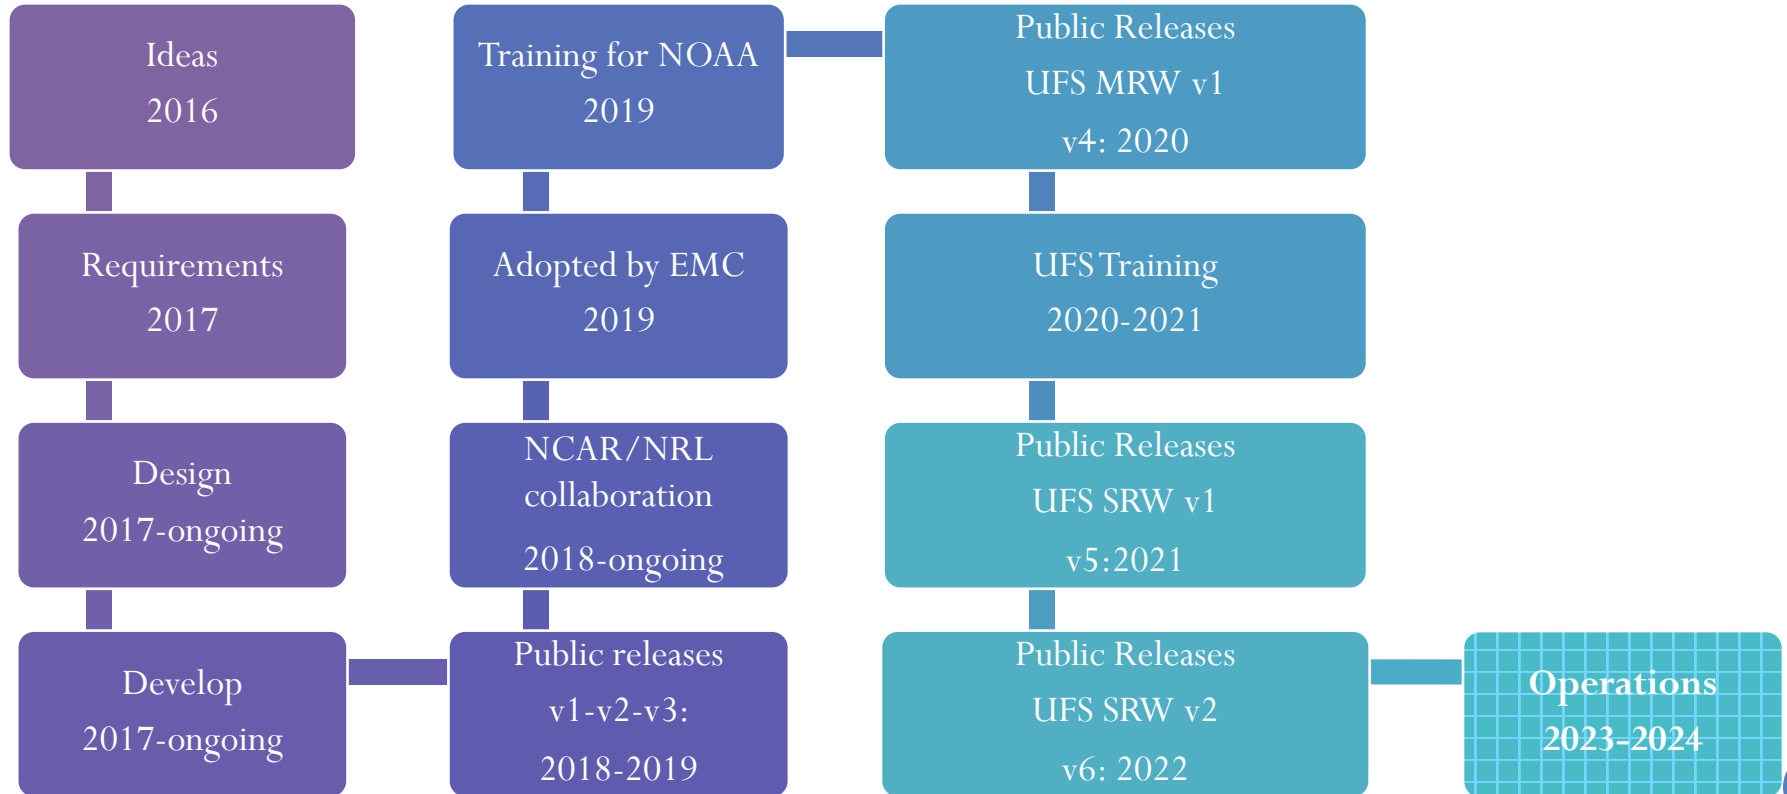 Ideas
2016
Requirements
2017
Design
2017-ongoing
Develop
2017-ongoing
Public releases
v1-v2-v3:
2018-2019
NCAR/NRL
collaboration
2018-ongoing
Adopted by EMC
2019
Training for NOAA
2019
Public Releases
UFS MRW v1
v4: 2020
UFS Training
2020-2021
Public Releases
UFS SRW v1
v5:2021
Public Releases
UFS SRW v2
v6: 2022
Operations
2023-2024